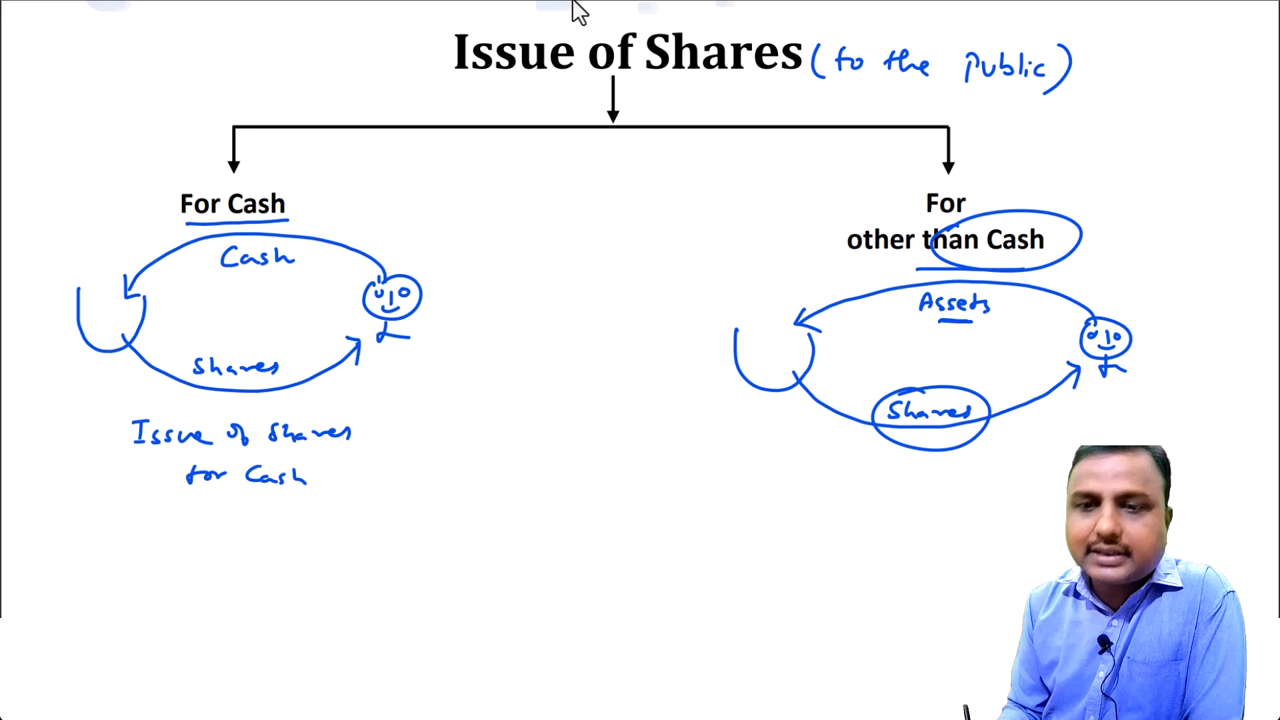 Issue of Shares (to the public)
For Cash
Cash
Shares
Issue of shares
for Cash
For
other than Cash
Assets
Shares